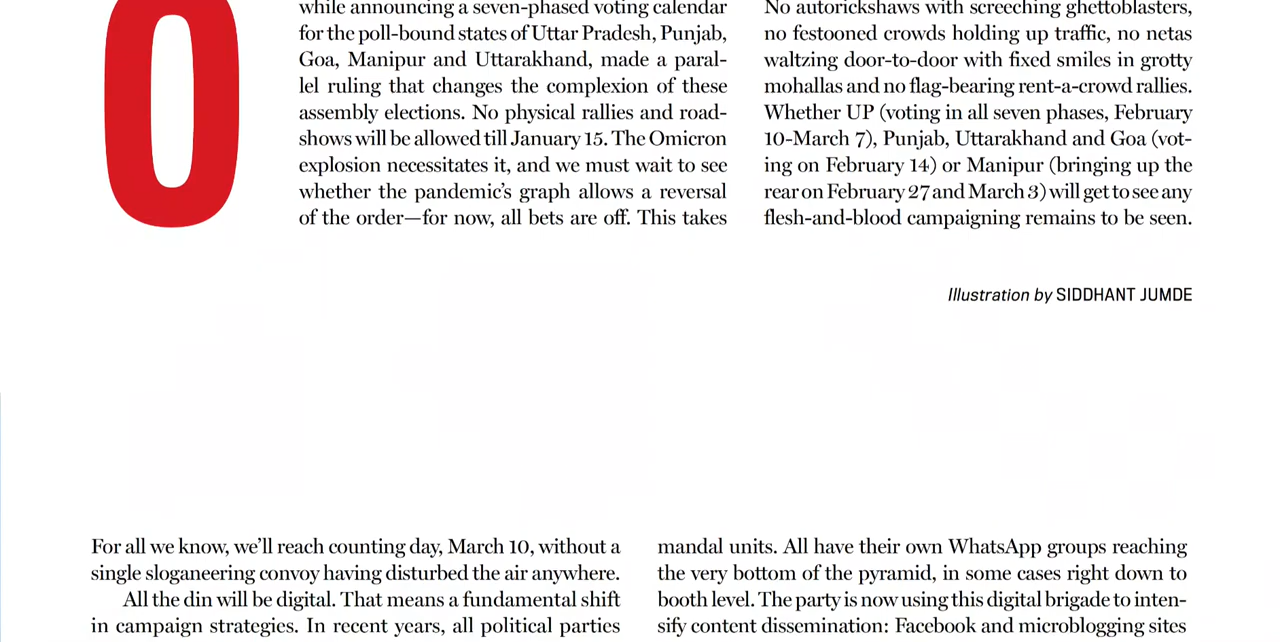 O
while announcing a seven-phased voting calendar
for the poll-bound states of Uttar Pradesh, Punjab,
Goa, Manipur and Uttarakhand, made a paral-
lel ruling that changes the complexion of these
assembly elections. No physical rallies and road-
shows will be allowed till January 15. The Omicron
explosion necessitates it, and we must wait to see
whether the pandemic’s graph allows a reversal
of the order—for now, all bets are off. This takes
No autorickshaws with screeching ghettoblasters,
no festooned crowds holding up traffic, no netas
waltzing door-to-door with fixed smiles in grotty
mohallas and no flag-bearing rent-a-crowd rallies.
Whether UP (voting in all seven phases, February
10-March 7), Punjab, Uttarakhand and Goa (vot-
ing on February 14) or Manipur (bringing up the
rear on February 27 and March 3) will get to see any
flesh-and-blood campaigning remains to be seen.
Illustration by SIDDHANT JUMDE
For all we know, we’ll reach counting day, March 10, without a
single sloganeering convoy having disturbed the air anywhere.
All the din will be digital. That means a fundamental shift
in campaign strategies. In recent years, all political parties
mandal units. All have their own WhatsApp groups reaching
the very bottom of the pyramid, in some cases right down to
booth level. The party is now using this digital brigade to inten-
sify content dissemination: Facebook and microblogging sites